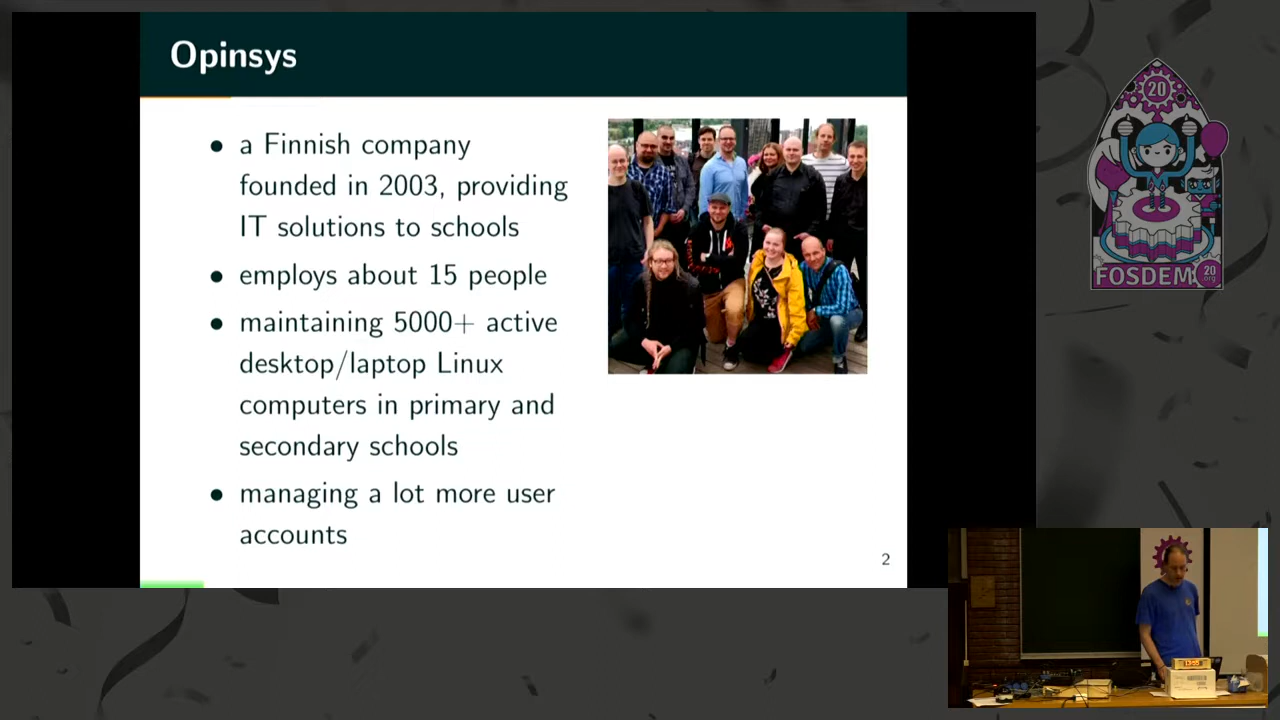 Opinsys
• a Finnish company
founded in 2003, providing
IT solutions to schools
• employs about 15 people
• maintaining 5000+ active
desktop/laptop Linux
computers in primary and
secondary schools
• managing a lot more user
accounts
2
20
FOSDEM 20
.org